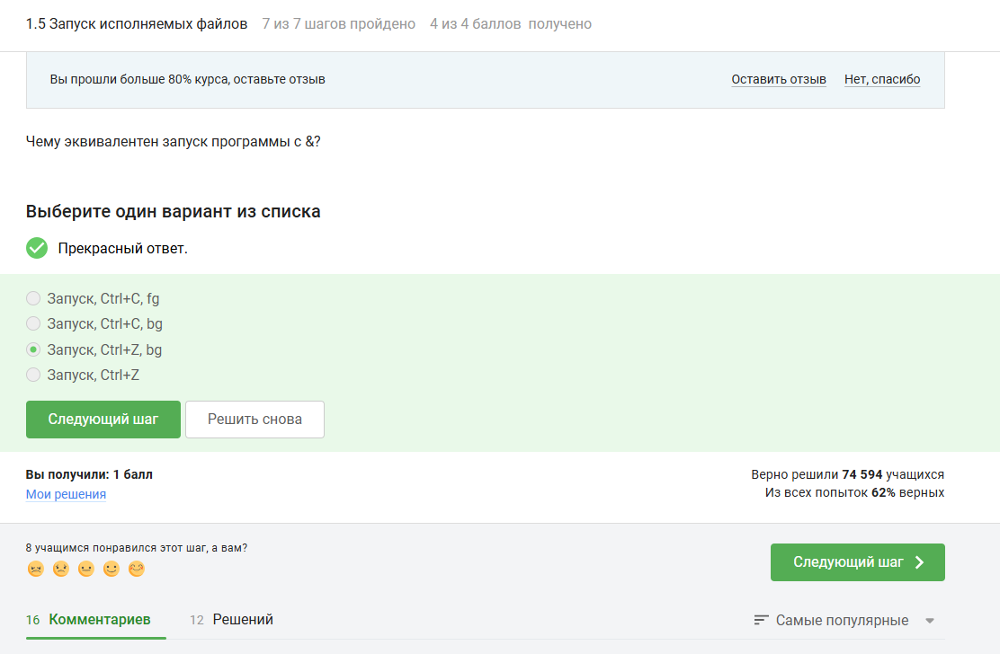 1.5 Запуск исполняемых файлов 7 из 7 шагов пройдено 4 из 4 баллов получено
Вы прошли больше 80% курса, оставьте отзыв Оставить отзыв Нет, спасибо
Чему эквивалентен запуск программы с &?
Выберите один вариант из списка
Прекрасный ответ.
Запуск, Ctrl+C, fg
Запуск, Ctrl+C, bg
Запуск, Ctrl+Z, bg
Запуск, Ctrl+Z
Следующий шаг Решить снова
Вы получили: 1 балл Верно решили 74 594 учащихся
Мои решения Из всех попыток 62% верных
8 учащимся понравился этот шаг, а вам?
Следующий шаг
16 Комментариев 12 Решений Самые популярные